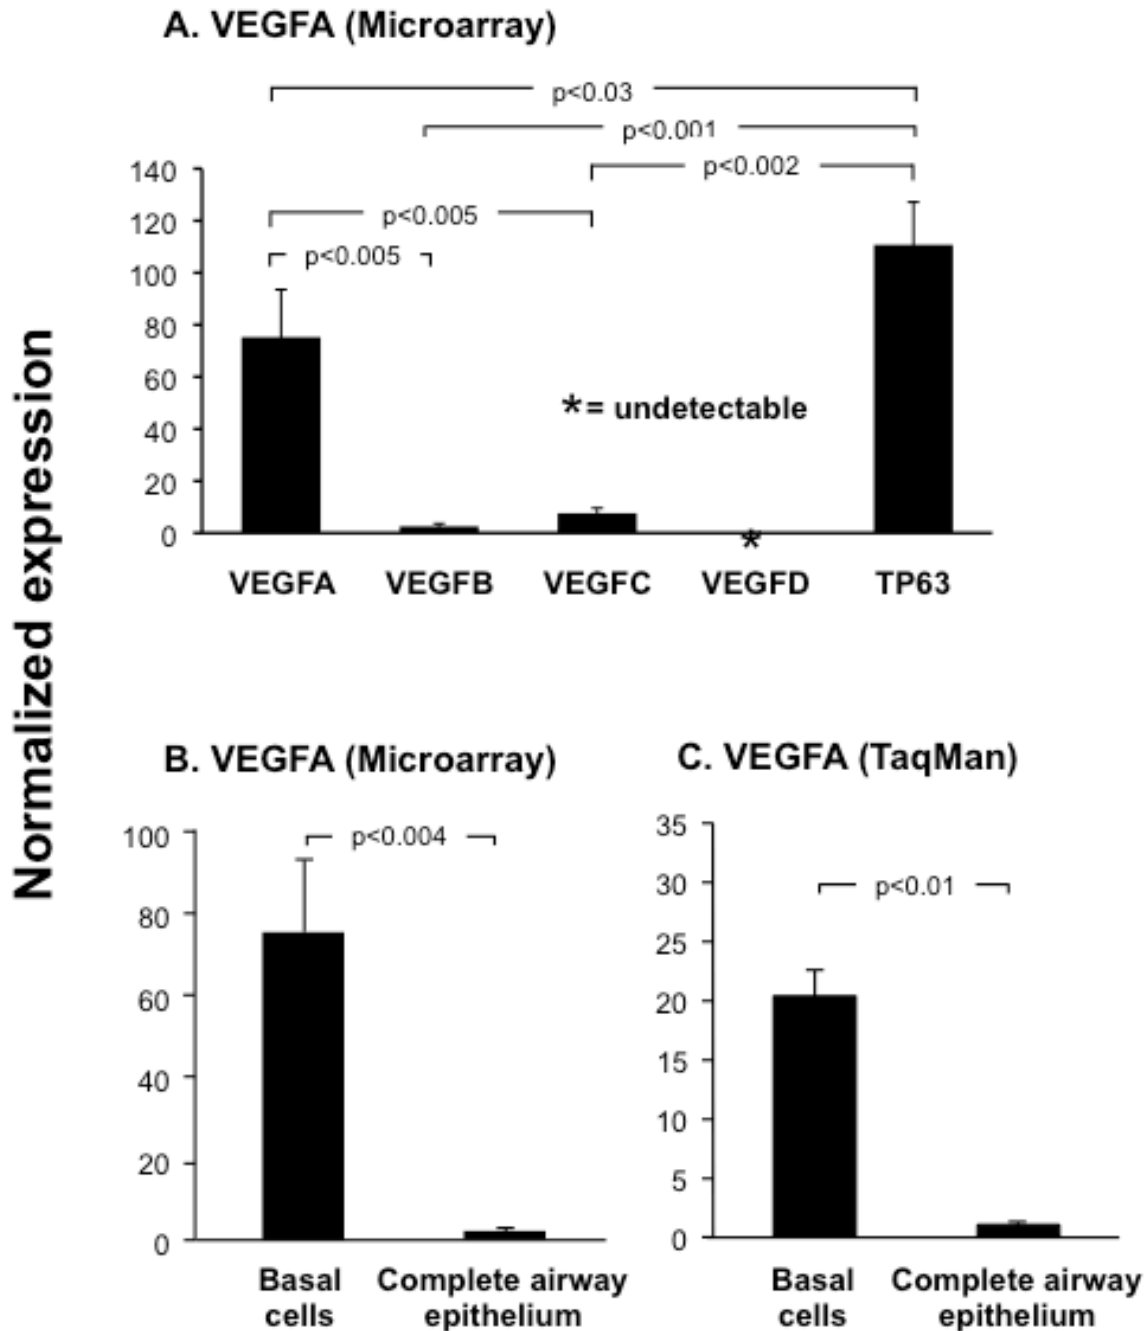 A. VEGFA (Microarray)
p<0.03
p<0.001
p<0.002
p<0.005
p<0.005
140
120
100
80
60
40
20
0
*= undetectable
*
VEGFA VEGFB VEGFC VEGFD TP63
Normalized expression
B. VEGFA (Microarray)
p<0.004
100
80
60
40
20
0
Basal cells
Complete airway epithelium
C. VEGFA (TaqMan)
p<0.01
35
30
25
20
15
10
5
0
Basal cells
Complete airway epithelium